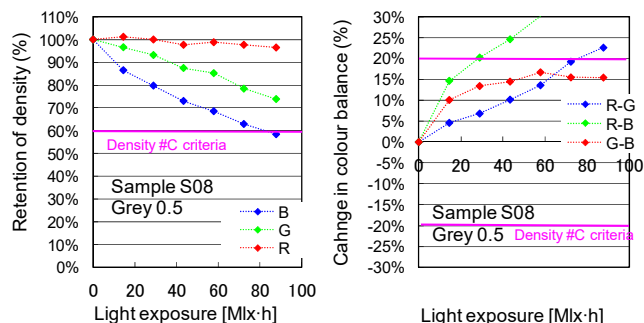 Retention of density (%)
110%
100%
90%
80%
70%
60%
50%
40%
30%
20%
10%
0%
Density #C criteria
Sample S08
Grey 0.5
B
G
R
0 20 40 60 80 100
Light exposure [Mlx·h]
Cahnge in colour balance (%)
30%
25%
20%
15%
10%
5%
0%
-5%
-10%
-15%
-20%
-25%
-30%
0 20 40 60 80 100
R-G
R-B
G-B
Sample S08
Grey 0.5
Density #C criteria
Light exposure [Mlx·h]